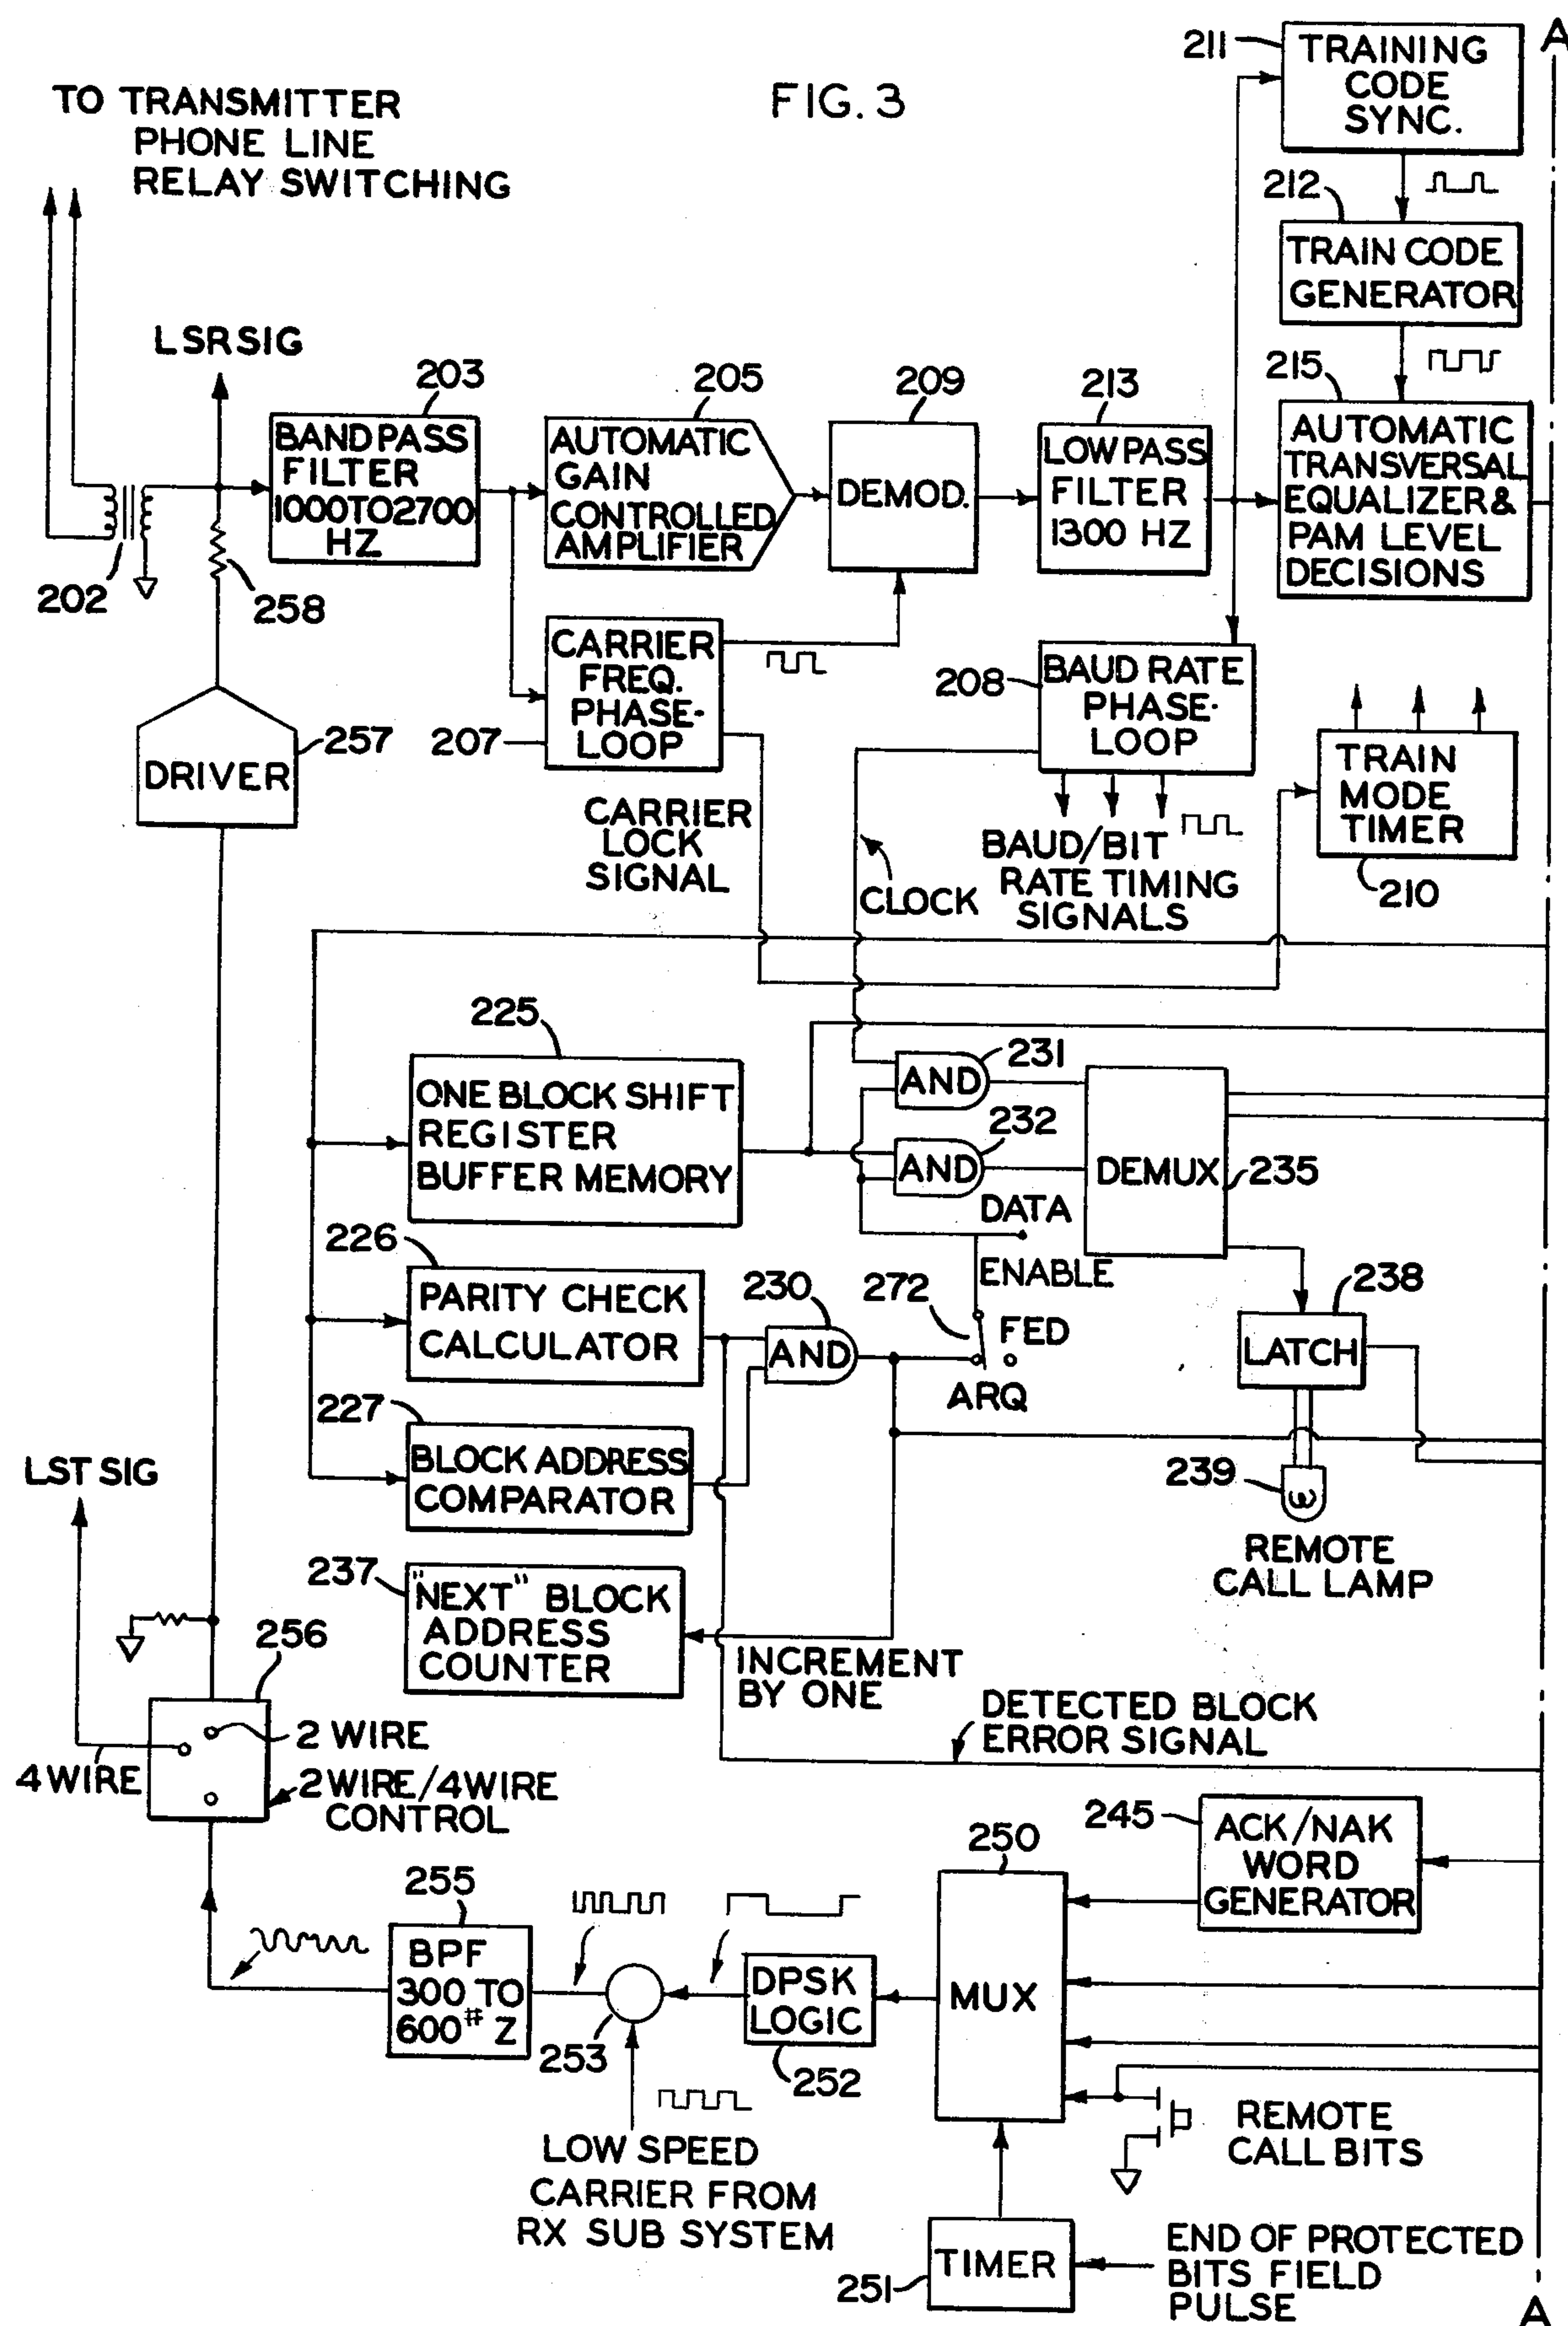 FIG. 3
A
211
TRAINING
CODE
SYNC.
TO TRANSMITTER
PHONE LINE
RELAY SWITCHING
212
TRAIN CODE
GENERATOR
LSRSIG
203
BAND PASS
FILTER
1000 TO 2700
HZ
205
AUTOMATIC
GAIN
CONTROLLED
AMPLIFIER
209
DEMOD.
213
LOW PASS
FILTER
1300 HZ
215
AUTOMATIC
TRANSVERSAL
EQUALIZER &
PAM LEVEL
DECISIONS
202
258
CARRIER
FREQ.
PHASE-
LOOP
207
208
BAUD RATE
PHASE-
LOOP
257
DRIVER
TRAIN
MODE
TIMER
210
CARRIER
LOCK
SIGNAL
CLOCK
BAUD/BIT
RATE TIMING
SIGNALS
225
ONE BLOCK SHIFT
REGISTER
BUFFER MEMORY
231
AND
232
AND
DEMUX
235
DATA
ENABLE
226
PARITY CHECK
CALCULATOR
230
AND
272
FED
ARQ
238
LATCH
227
BLOCK ADDRESS
COMPARATOR
239
REMOTE
CALL LAMP
LST SIG
237
"NEXT" BLOCK
ADDRESS
COUNTER
INCREMENT
BY ONE
256
2 WIRE
4 WIRE
2 WIRE/4 WIRE
CONTROL
DETECTED BLOCK
ERROR SIGNAL
245
ACK/NAK
WORD
GENERATOR
250
MUX
255
BPF
300 TO
600 # Z
253
DPSK
LOGIC
252
LOW SPEED
CARRIER FROM
RX SUB SYSTEM
REMOTE
CALL BITS
251
TIMER
END OF PROTECTED
BITS FIELD
PULSE
A